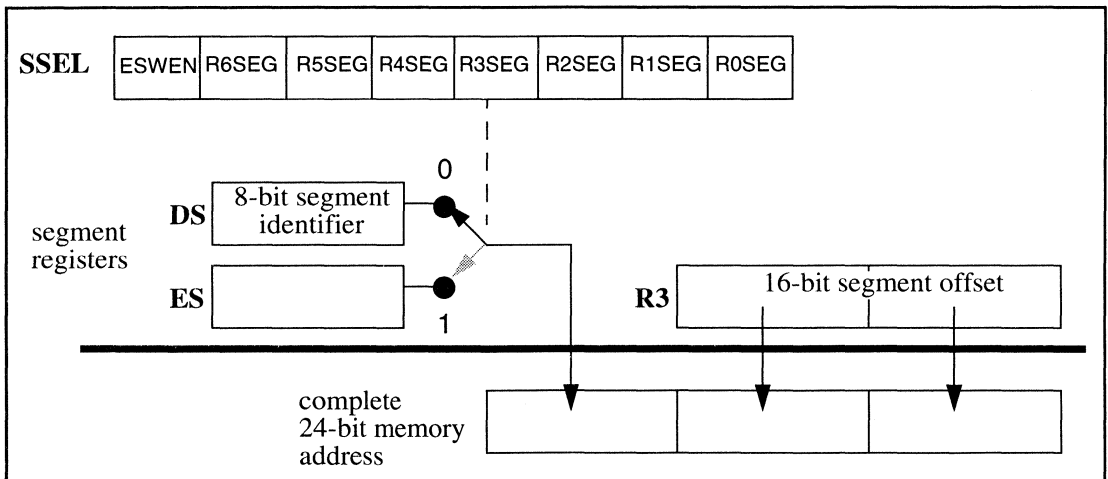 SSEL ESWEN R6SEG R5SEG R4SEG R3SEG R2SEG R1SEG R0SEG
0
DS 8-bit segment
identifier
segment
registers
ES
1
R3 16-bit segment offset
complete
24-bit memory
address